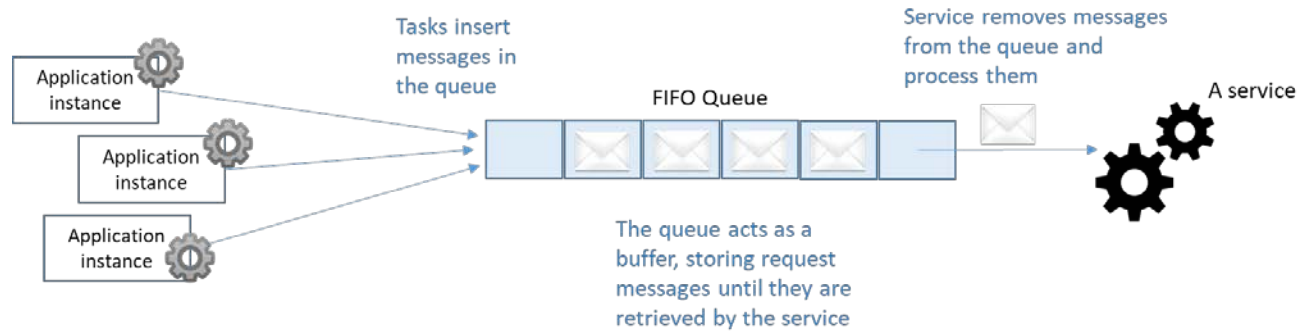 Application
instance
Application
instance
Application
instance
Tasks insert
messages in
the queue
FIFO Queue
The queue acts as a
buffer, storing request
messages until they are
retrieved by the service
Service removes messages
from the queue and
process them
A service